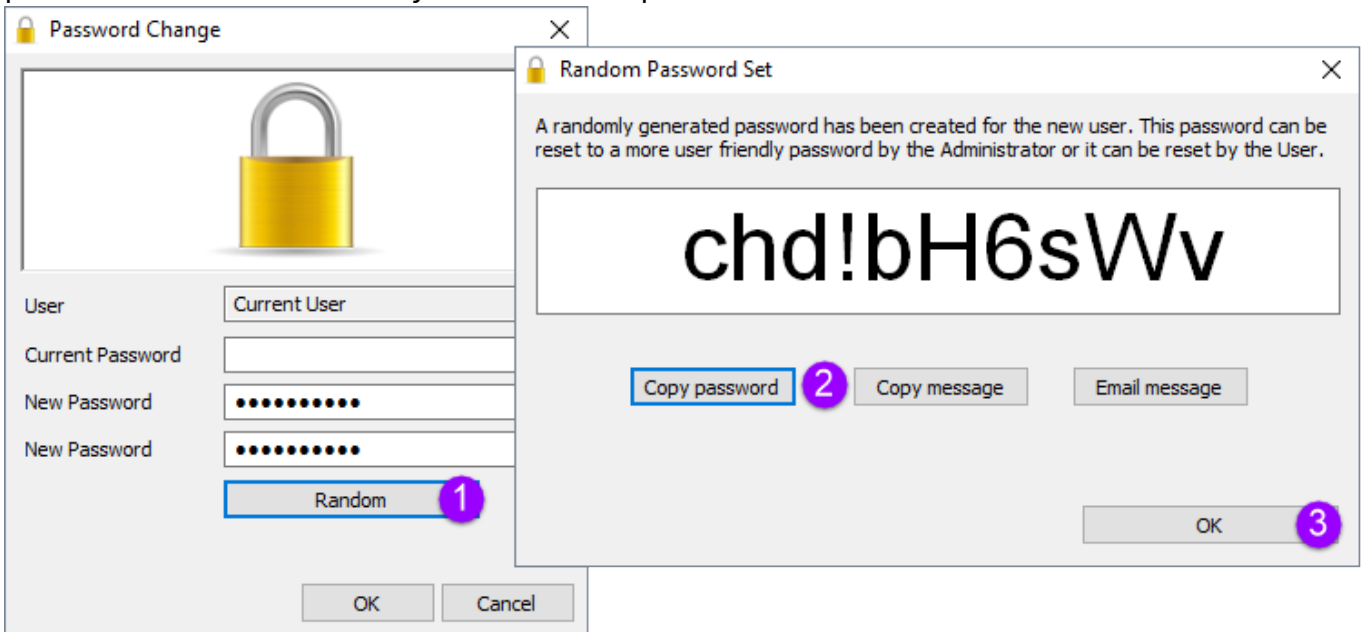 Password Change
User
Current User
Current Password
New Password
●●●●●●●●●●
New Password
●●●●●●●●●●
Random
1
OK
Cancel
Random Password Set
A randomly generated password has been created for the new user. This password can be
reset to a more user friendly password by the Administrator or it can be reset by the User.
chd!bH6sWv
Copy password
2
Copy message
Email message
OK
3